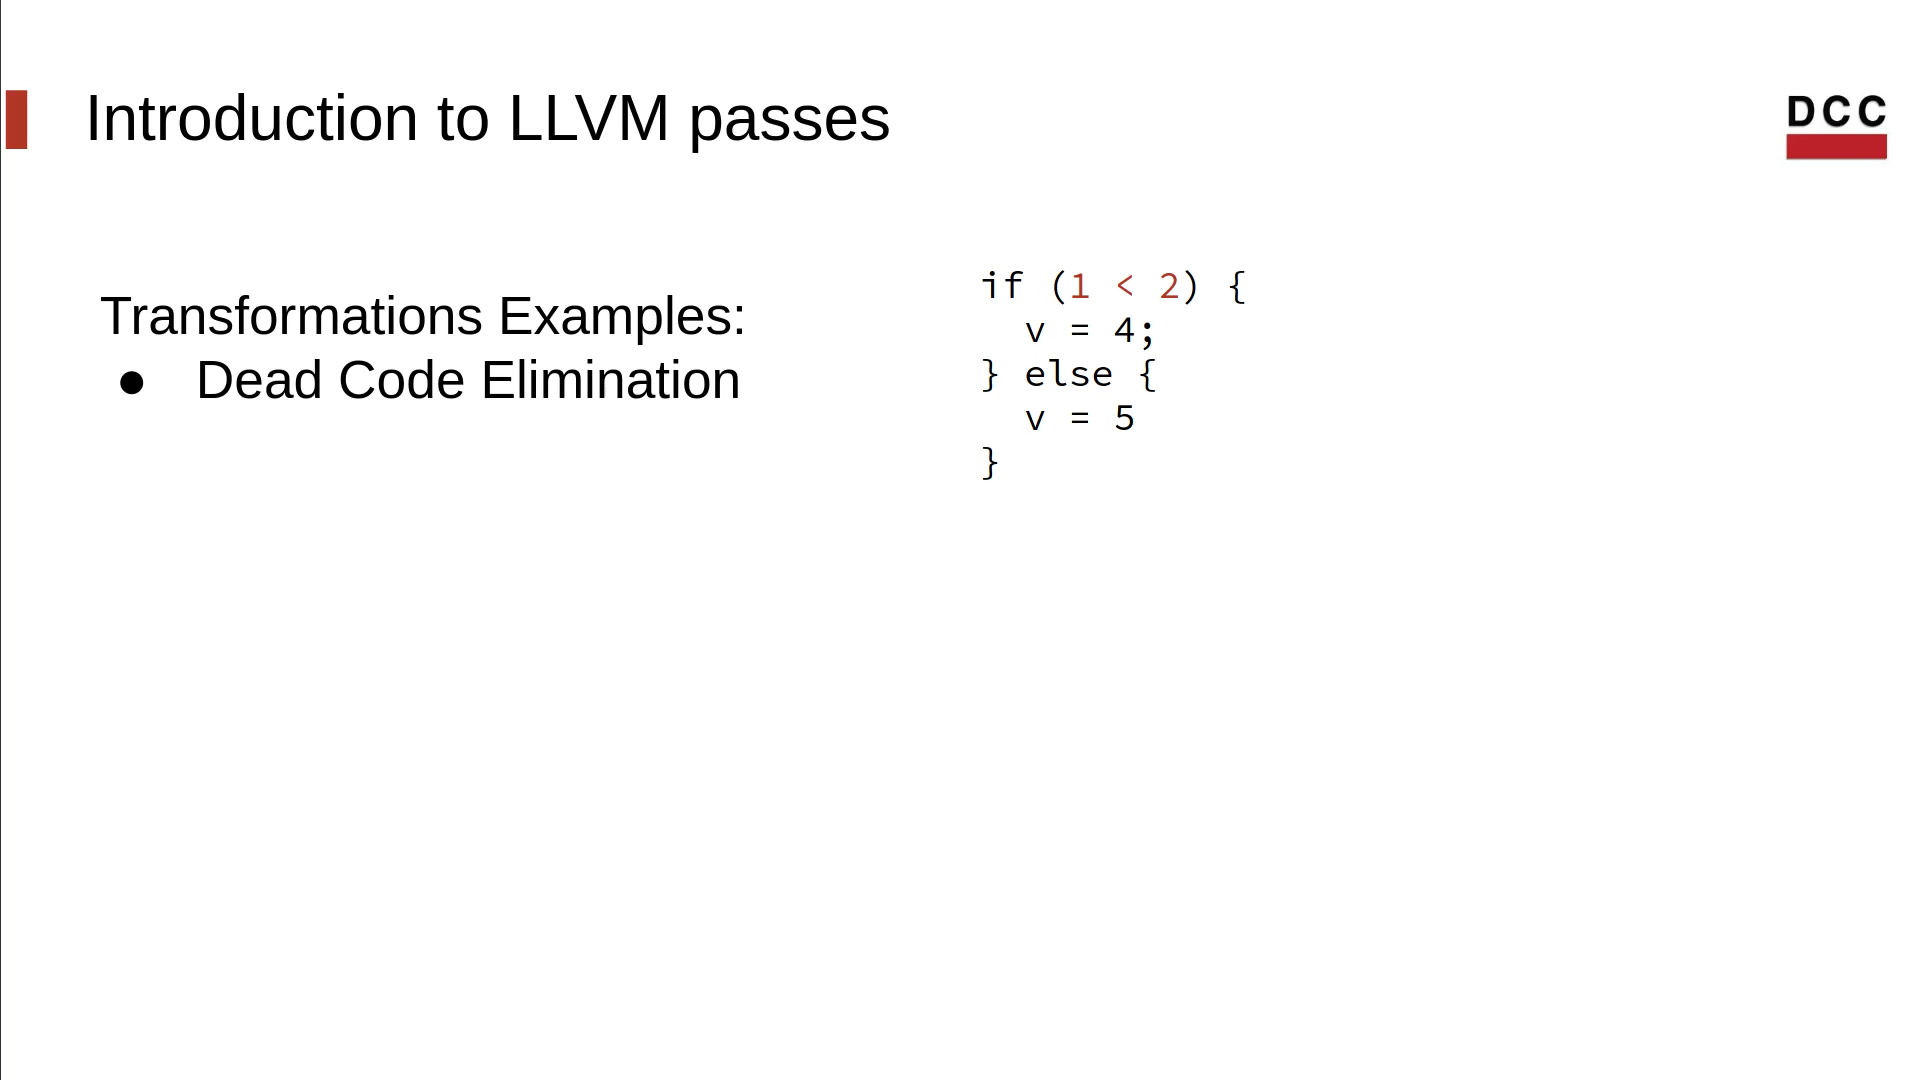 Introduction to LLVM passes
DCC
Transformations Examples:
● Dead Code Elimination
if (1 < 2) {
  v = 4;
} else {
  v = 5
}